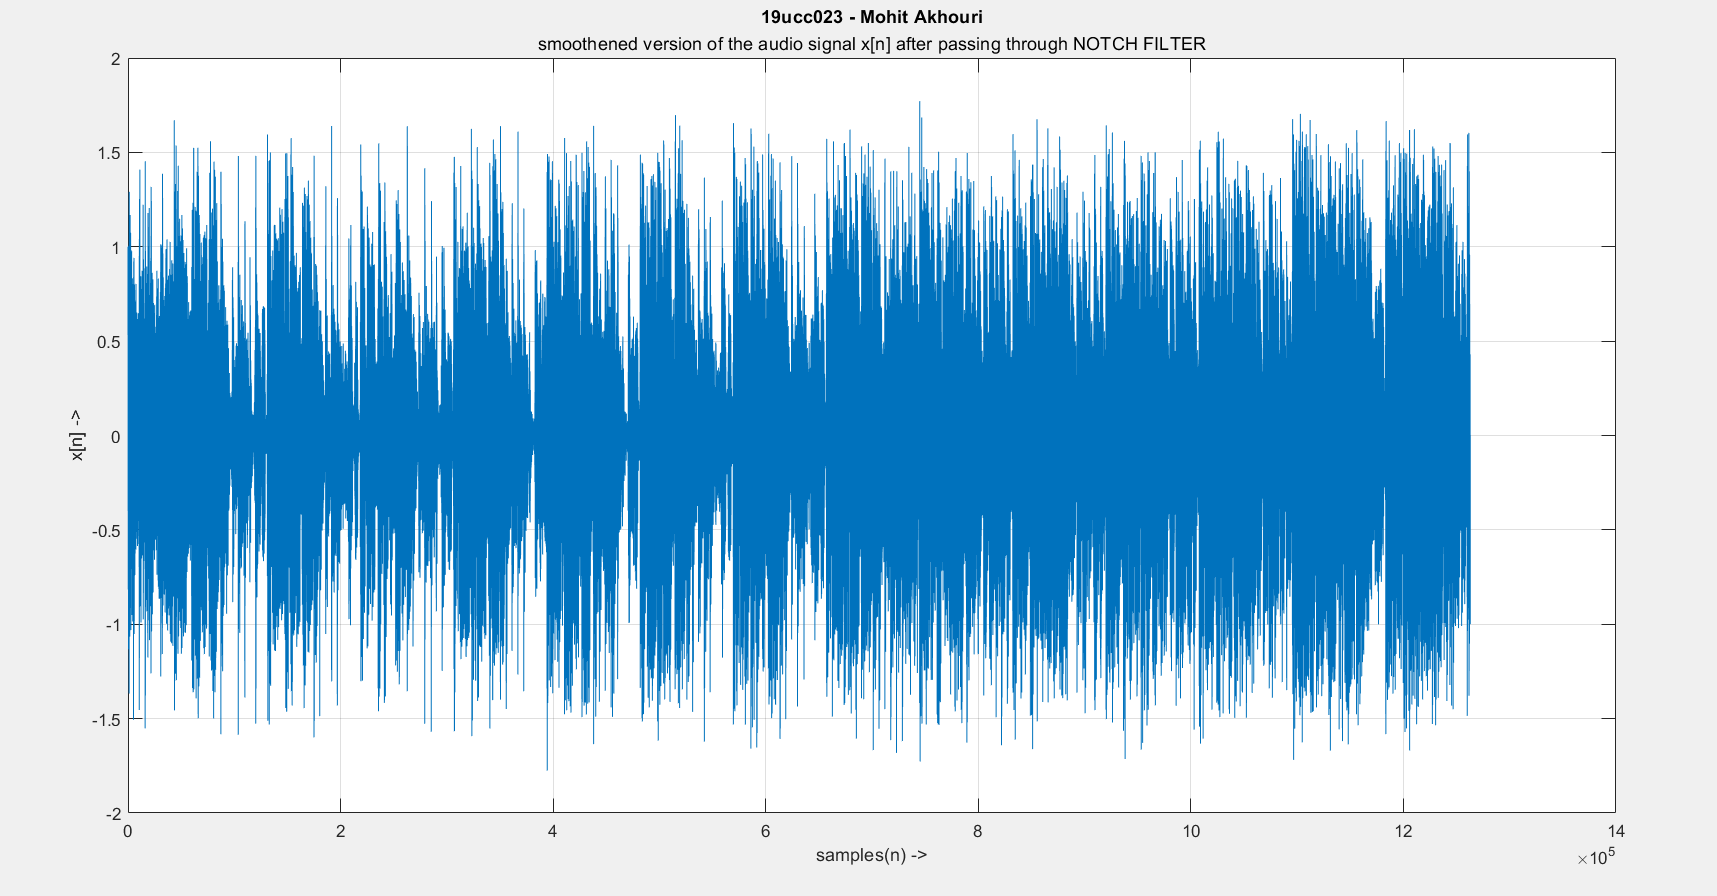 19ucc023 - Mohit Akhouri
smoothened version of the audio signal x[n] after passing through NOTCH FILTER
2
1.5
1
0.5
0
-0.5
-1
-1.5
-2
x[n] ->
0 2 4 6 8 10 12 14
samples(n) ->
×10^5